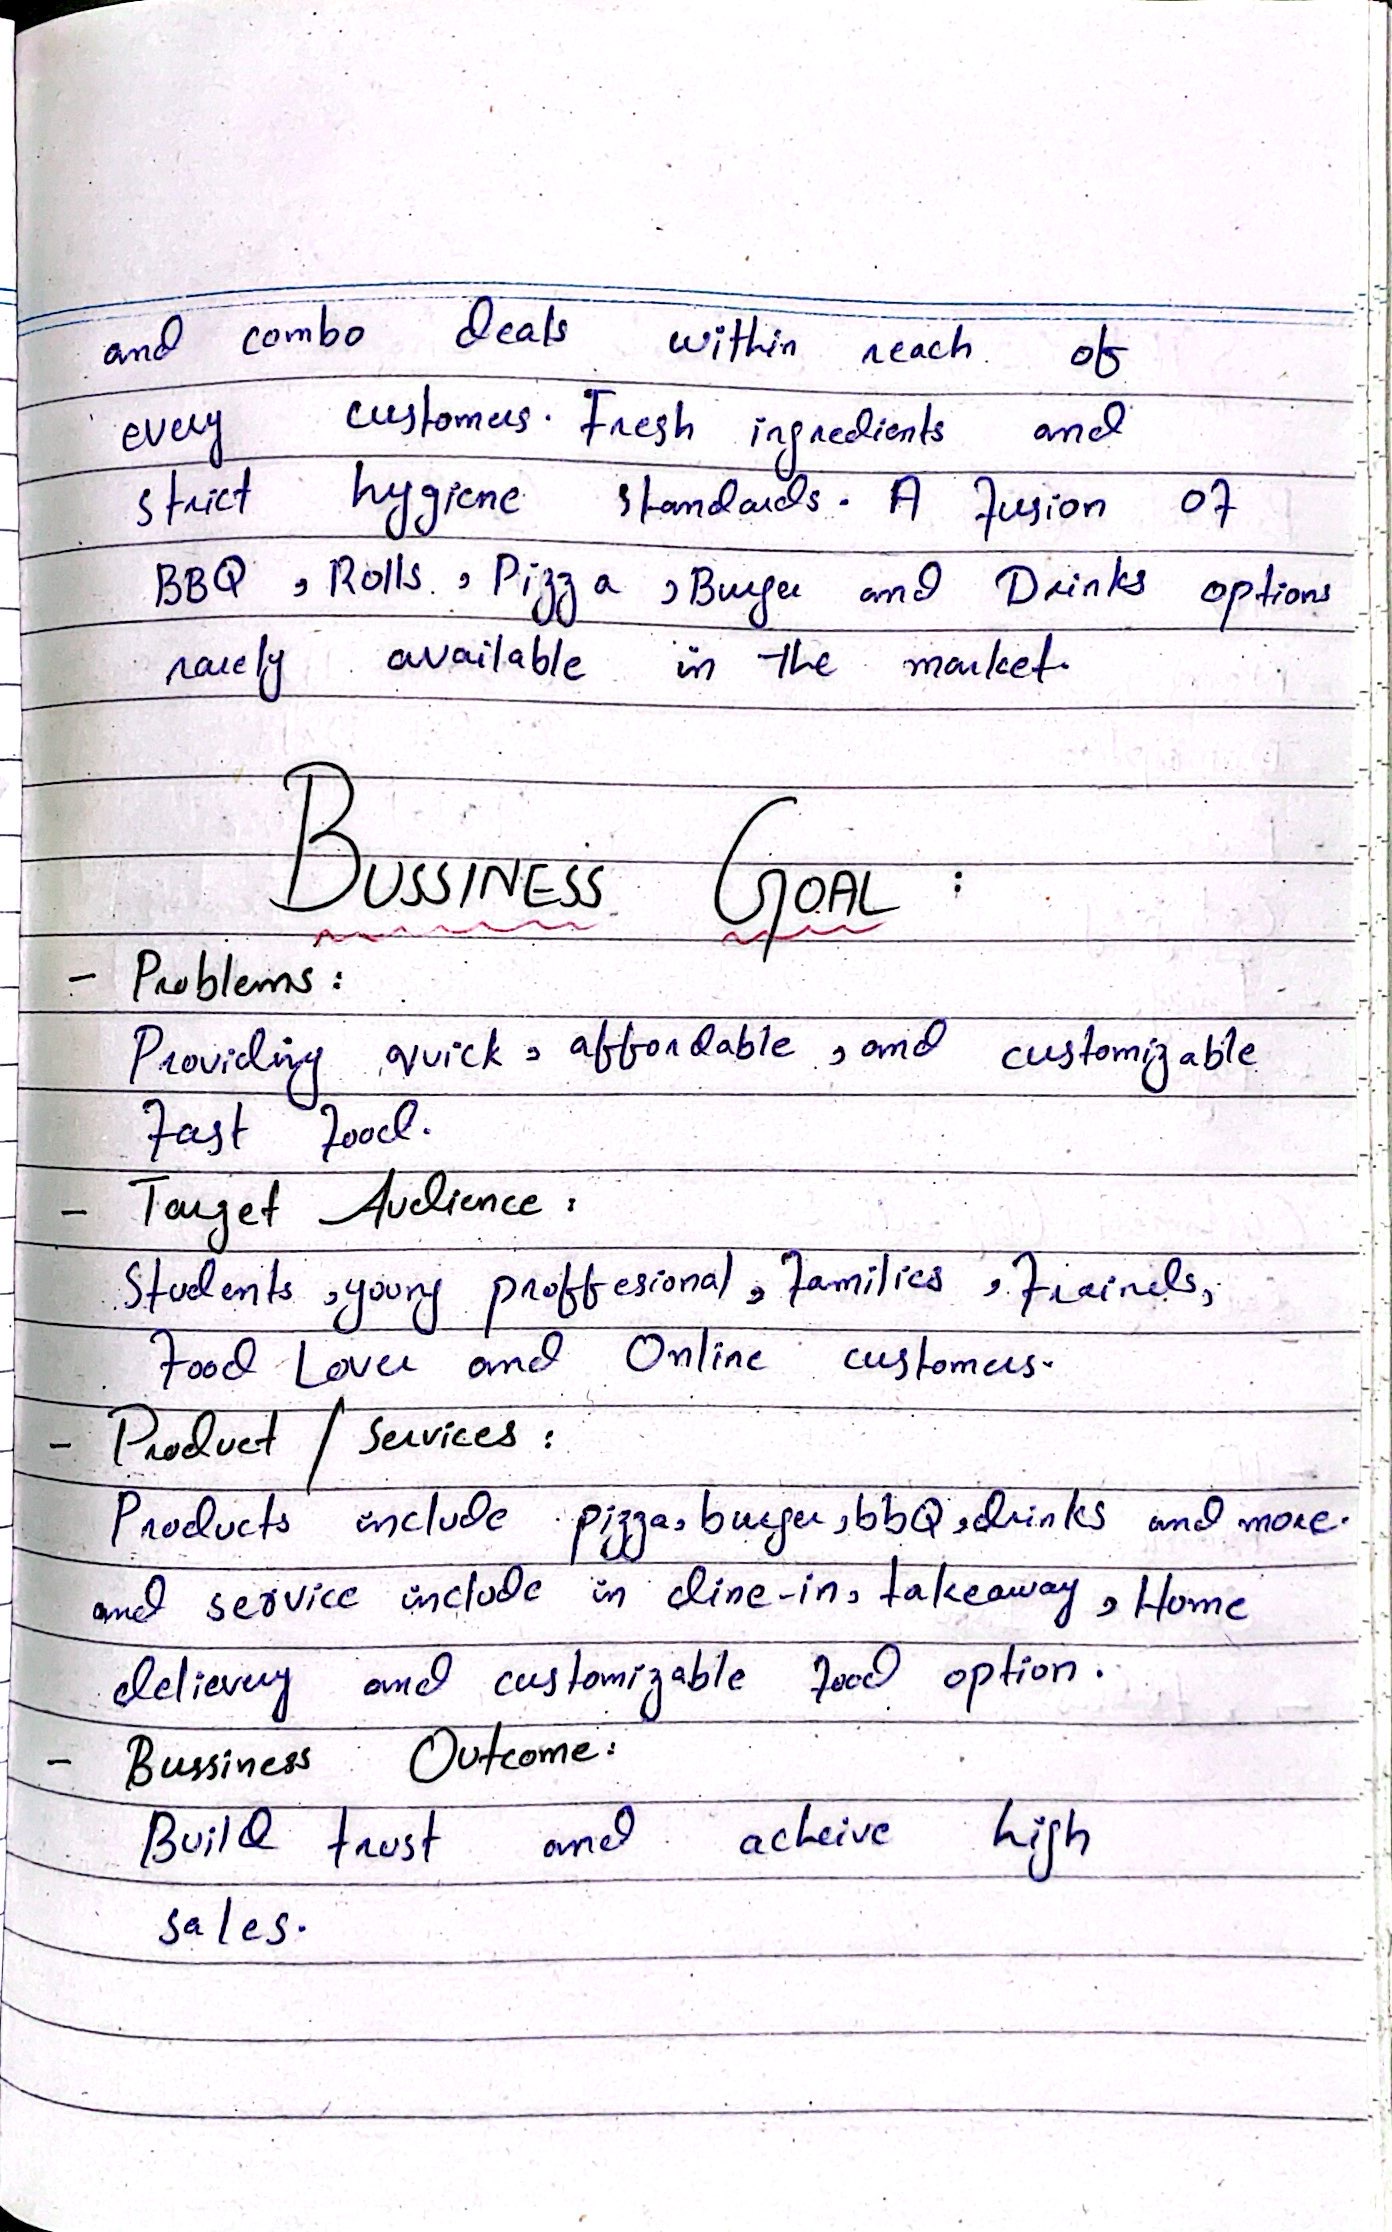 and combo deals within reach of
every customers. Fresh ingredients and
strict hygiene standards. A fusion of
BBQ, Rolls, Pizza, Burger and Drinks options
rarely available in the market.
BUSSINESS GOAL :
- Problems :
Providing quick, affordable, and customizable
fast food.
- Target Audience :
Students, young proffesional, families, frainds,
food Lover and Online customers.
- Product / Services :
Products include pizza, burger, bbQ, drinks and more.
and service include in dine-in, takeaway, Home
delievery and customizable food option.
- Bussiness Outcome :
Build trust and acheive high
sales.